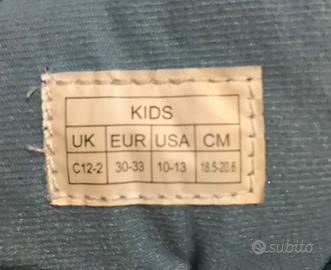 KIDS
UK EUR USA CM
C12-2 30-33 10-13 18.5-20.6
subito